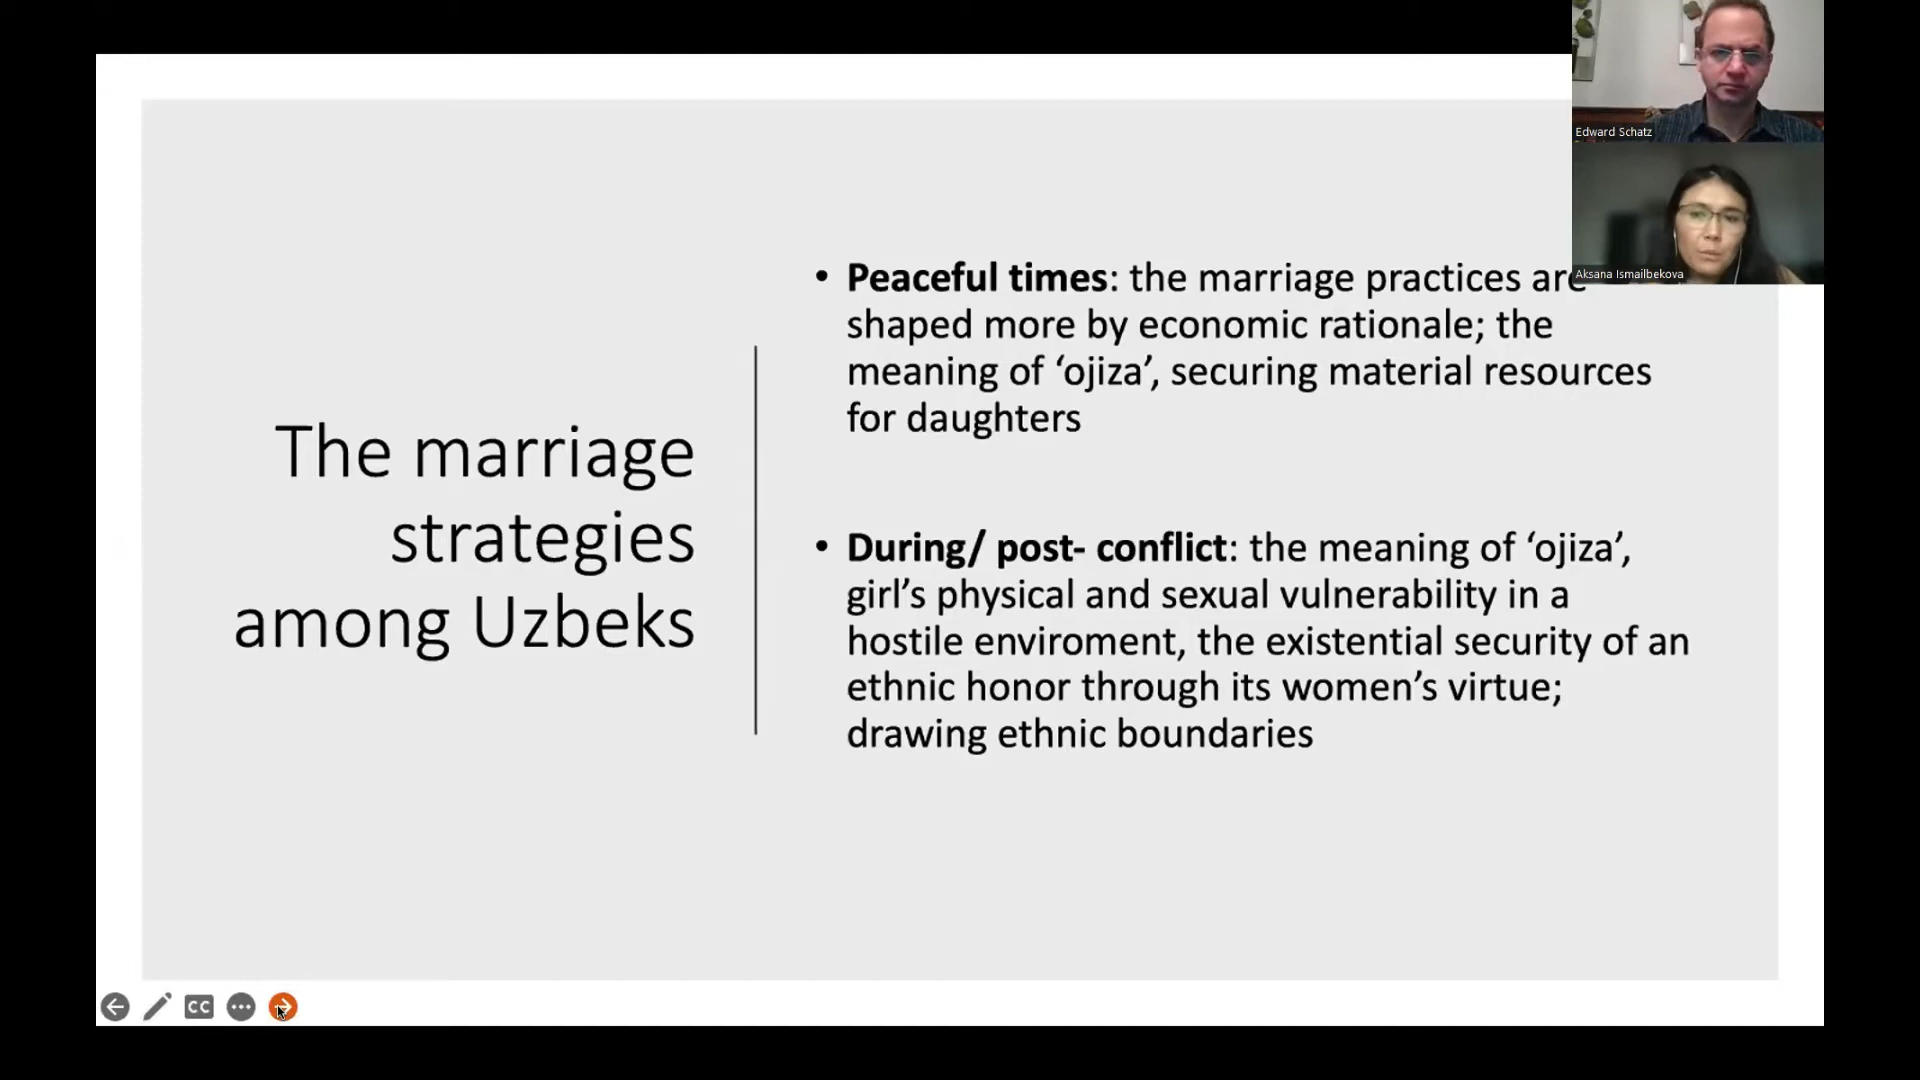 The marriage
strategies
among Uzbeks
• Peaceful times: the marriage practices are
shaped more by economic rationale; the
meaning of ‘ojiza’, securing material resources
for daughters
• During/ post- conflict: the meaning of ‘ojiza’,
girl’s physical and sexual vulnerability in a
hostile enviroment, the existential security of an
ethnic honor through its women’s virtue;
drawing ethnic boundaries
Edward Schatz
Aksana Ismailbekova
CC